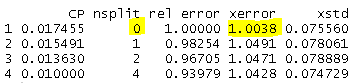 CP nsplit rel error xerror xstd
1 0.017455 0 1.00000 1.0038 0.075560
2 0.015491 1 0.98254 1.0491 0.078061
3 0.013630 2 0.96705 1.0471 0.078889
4 0.010000 4 0.93979 1.0428 0.074729